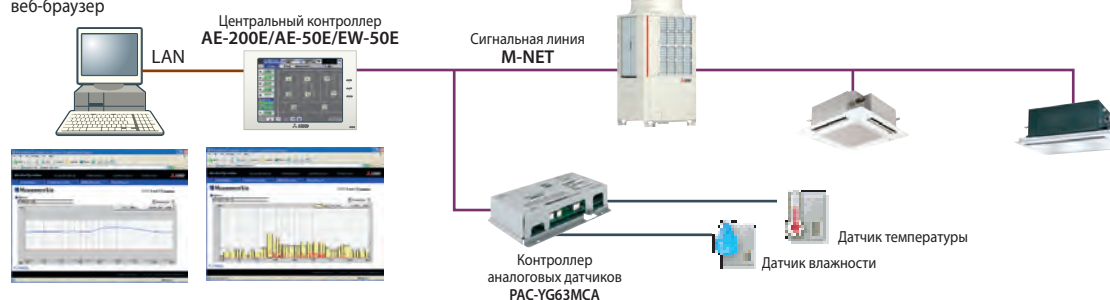 веб-браузер
Центральный контроллер
AE-200E/AE-50E/EW-50E
LAN
Сигнальная линия
M-NET
Датчик температуры
Датчик влажности
Контроллер
аналоговых датчиков
PAC-YG63MCA